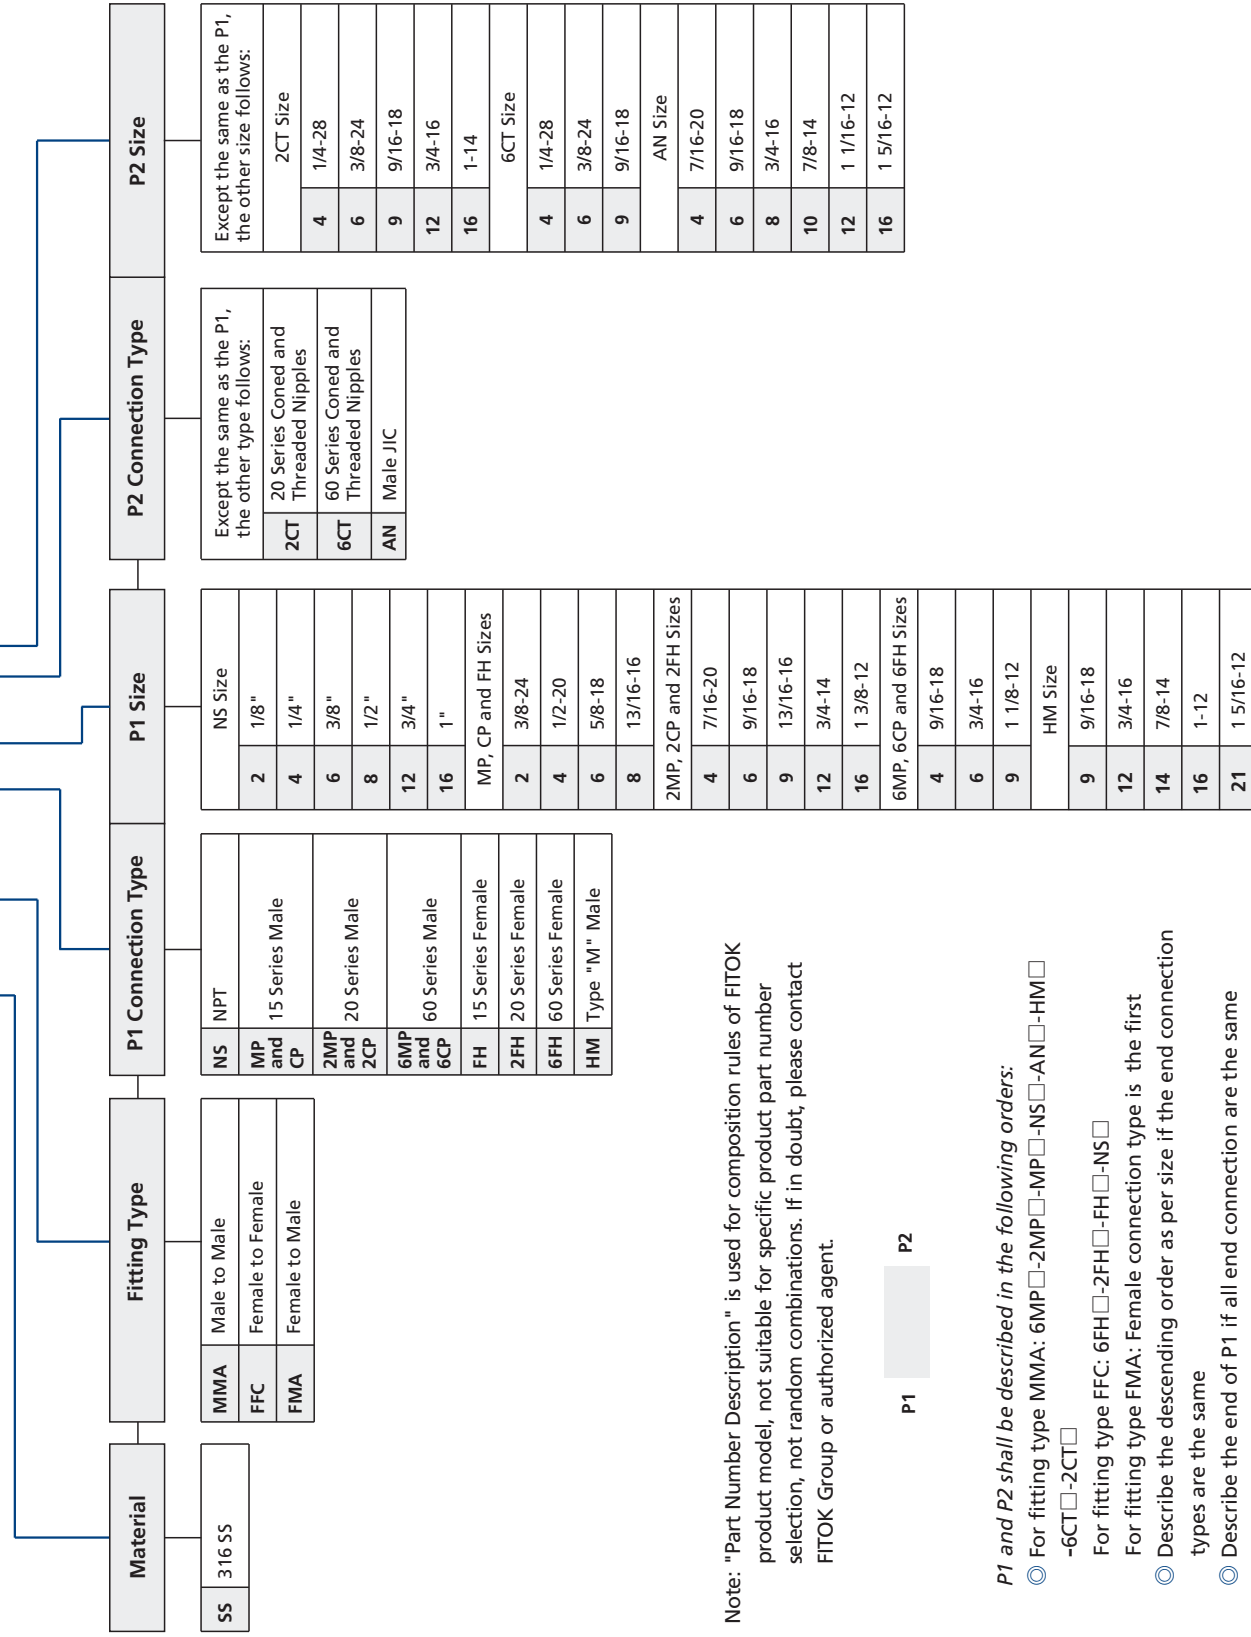 Material
SS 316 SS
Fitting Type
MMA Male to Male
FFC Female to Female
FMA Female to Male
P1 Connection Type
NS NPT
MP and CP 15 Series Male
2MP and 2CP 20 Series Male
6MP and 6CP 60 Series Male
FH 15 Series Female
2FH 20 Series Female
6FH 60 Series Female
HM Type "M" Male
P1 Size
NS Size
2 1/8"
4 1/4"
6 3/8"
8 1/2"
12 3/4"
16 1"
MP, CP and FH Sizes
2 3/8-24
4 1/2-20
6 5/8-18
8 13/16-16
2MP, 2CP and 2FH Sizes
4 7/16-20
6 9/16-18
9 13/16-16
12 3/4-14
16 1 3/8-12
6MP, 6CP and 6FH Sizes
4 9/16-18
6 3/4-16
9 1 1/8-12
HM Size
9 9/16-18
12 3/4-16
14 7/8-14
16 1-12
21 1 5/16-12
P2 Connection Type
Except the same as the P1,
the other type follows:
2CT 20 Series Coned and
Threaded Nipples
6CT 60 Series Coned and
Threaded Nipples
AN Male JIC
P2 Size
Except the same as the P1,
the other size follows:
2CT Size
4 1/4-28
6 3/8-24
9 9/16-18
12 3/4-16
16 1-14
6CT Size
4 1/4-28
6 3/8-24
9 9/16-18
AN Size
4 7/16-20
6 9/16-18
8 3/4-16
10 7/8-14
12 1 1/16-12
16 1 5/16-12
Note: "Part Number Description" is used for composition rules of FITOK
product model, not suitable for specific product part number
selection, not random combinations. If in doubt, please contact
FITOK Group or authorized agent.
P1 P2
P1 and P2 shall be described in the following orders:
◎ For fitting type MMA: 6MP□-2MP□-MP□-NS□-AN□-HM□
-6CT□-2CT□
For fitting type FFC: 6FH□-2FH□-FH□-NS□
For fitting type FMA: Female connection type is the first
◎ Describe the descending order as per size if the end connection
types are the same
◎ Describe the end of P1 if all end connection are the same